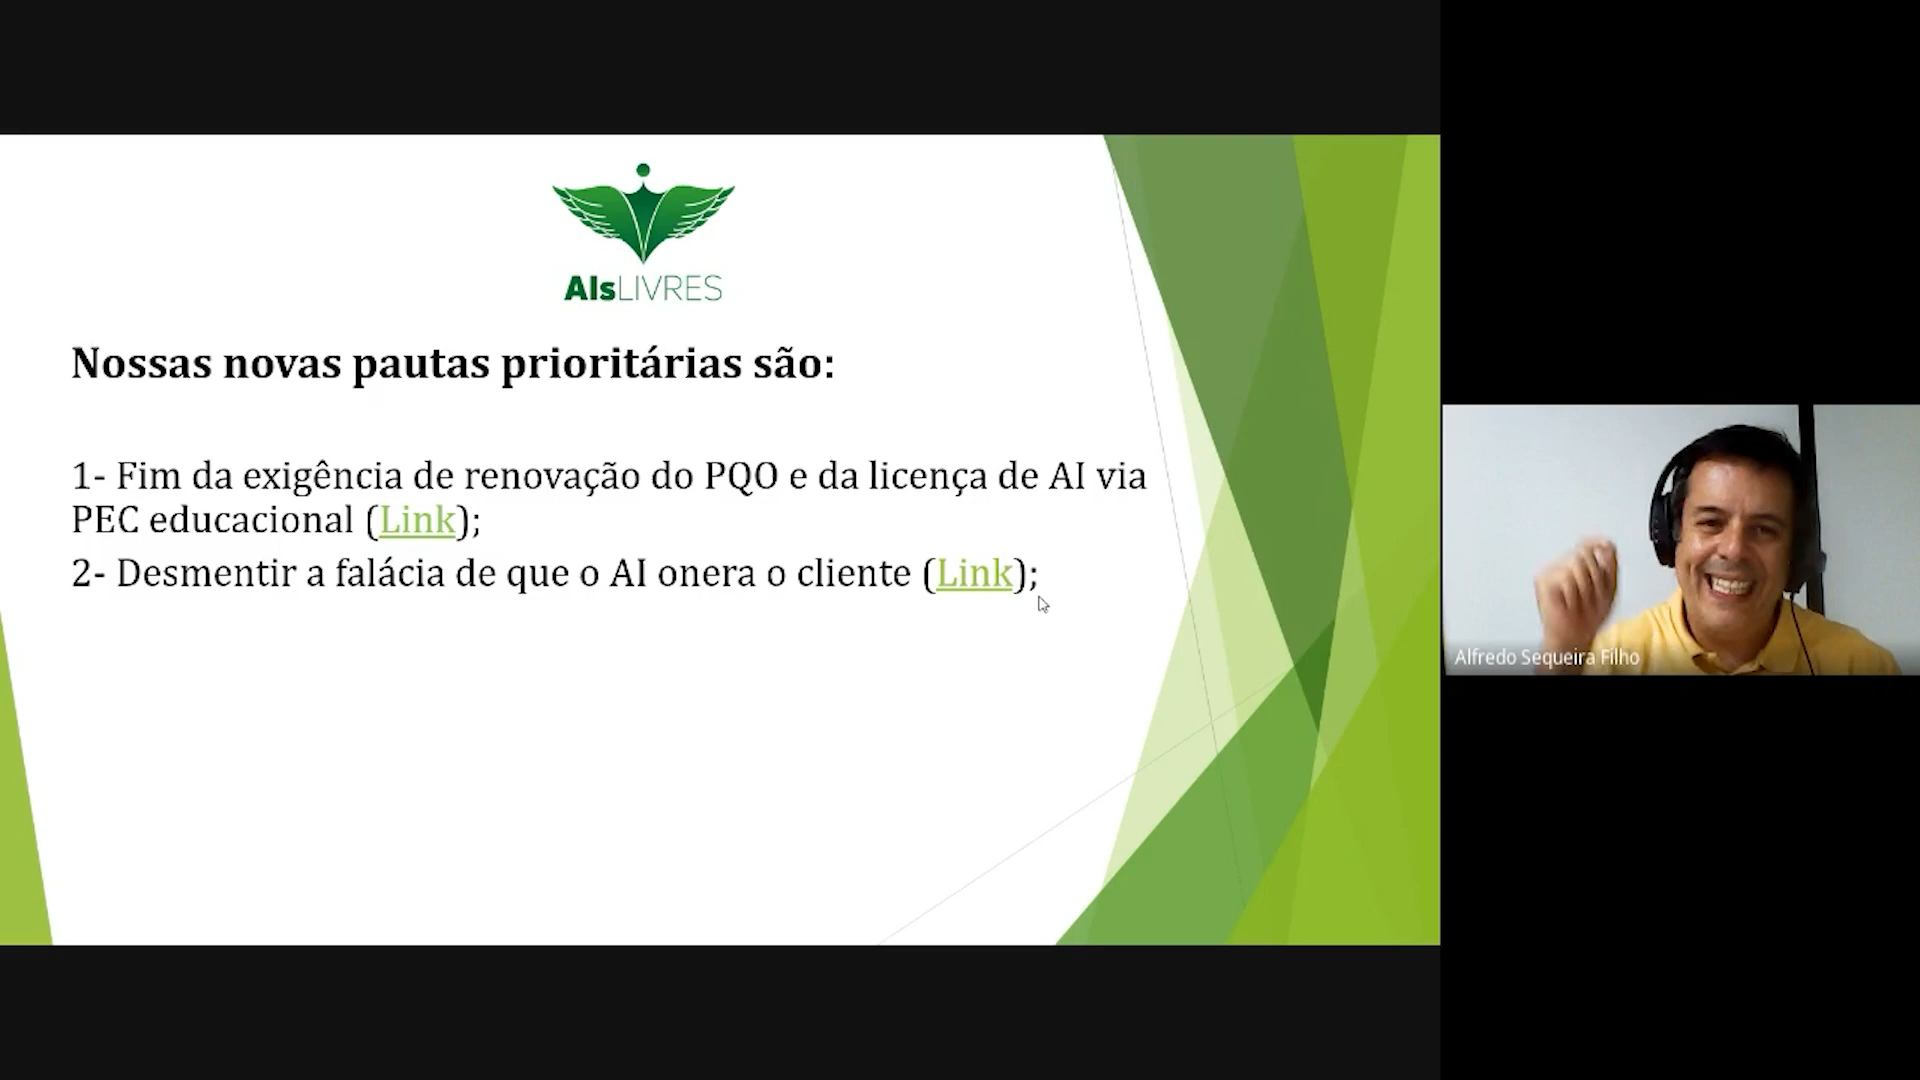 AIsLIVRES
Nossas novas pautas prioritárias são:
1- Fim da exigência de renovação do PQO e da licença de AI via
PEC educacional (Link);
2- Desmentir a falácia de que o AI onera o cliente (Link);
Alfredo Sequeira Filho